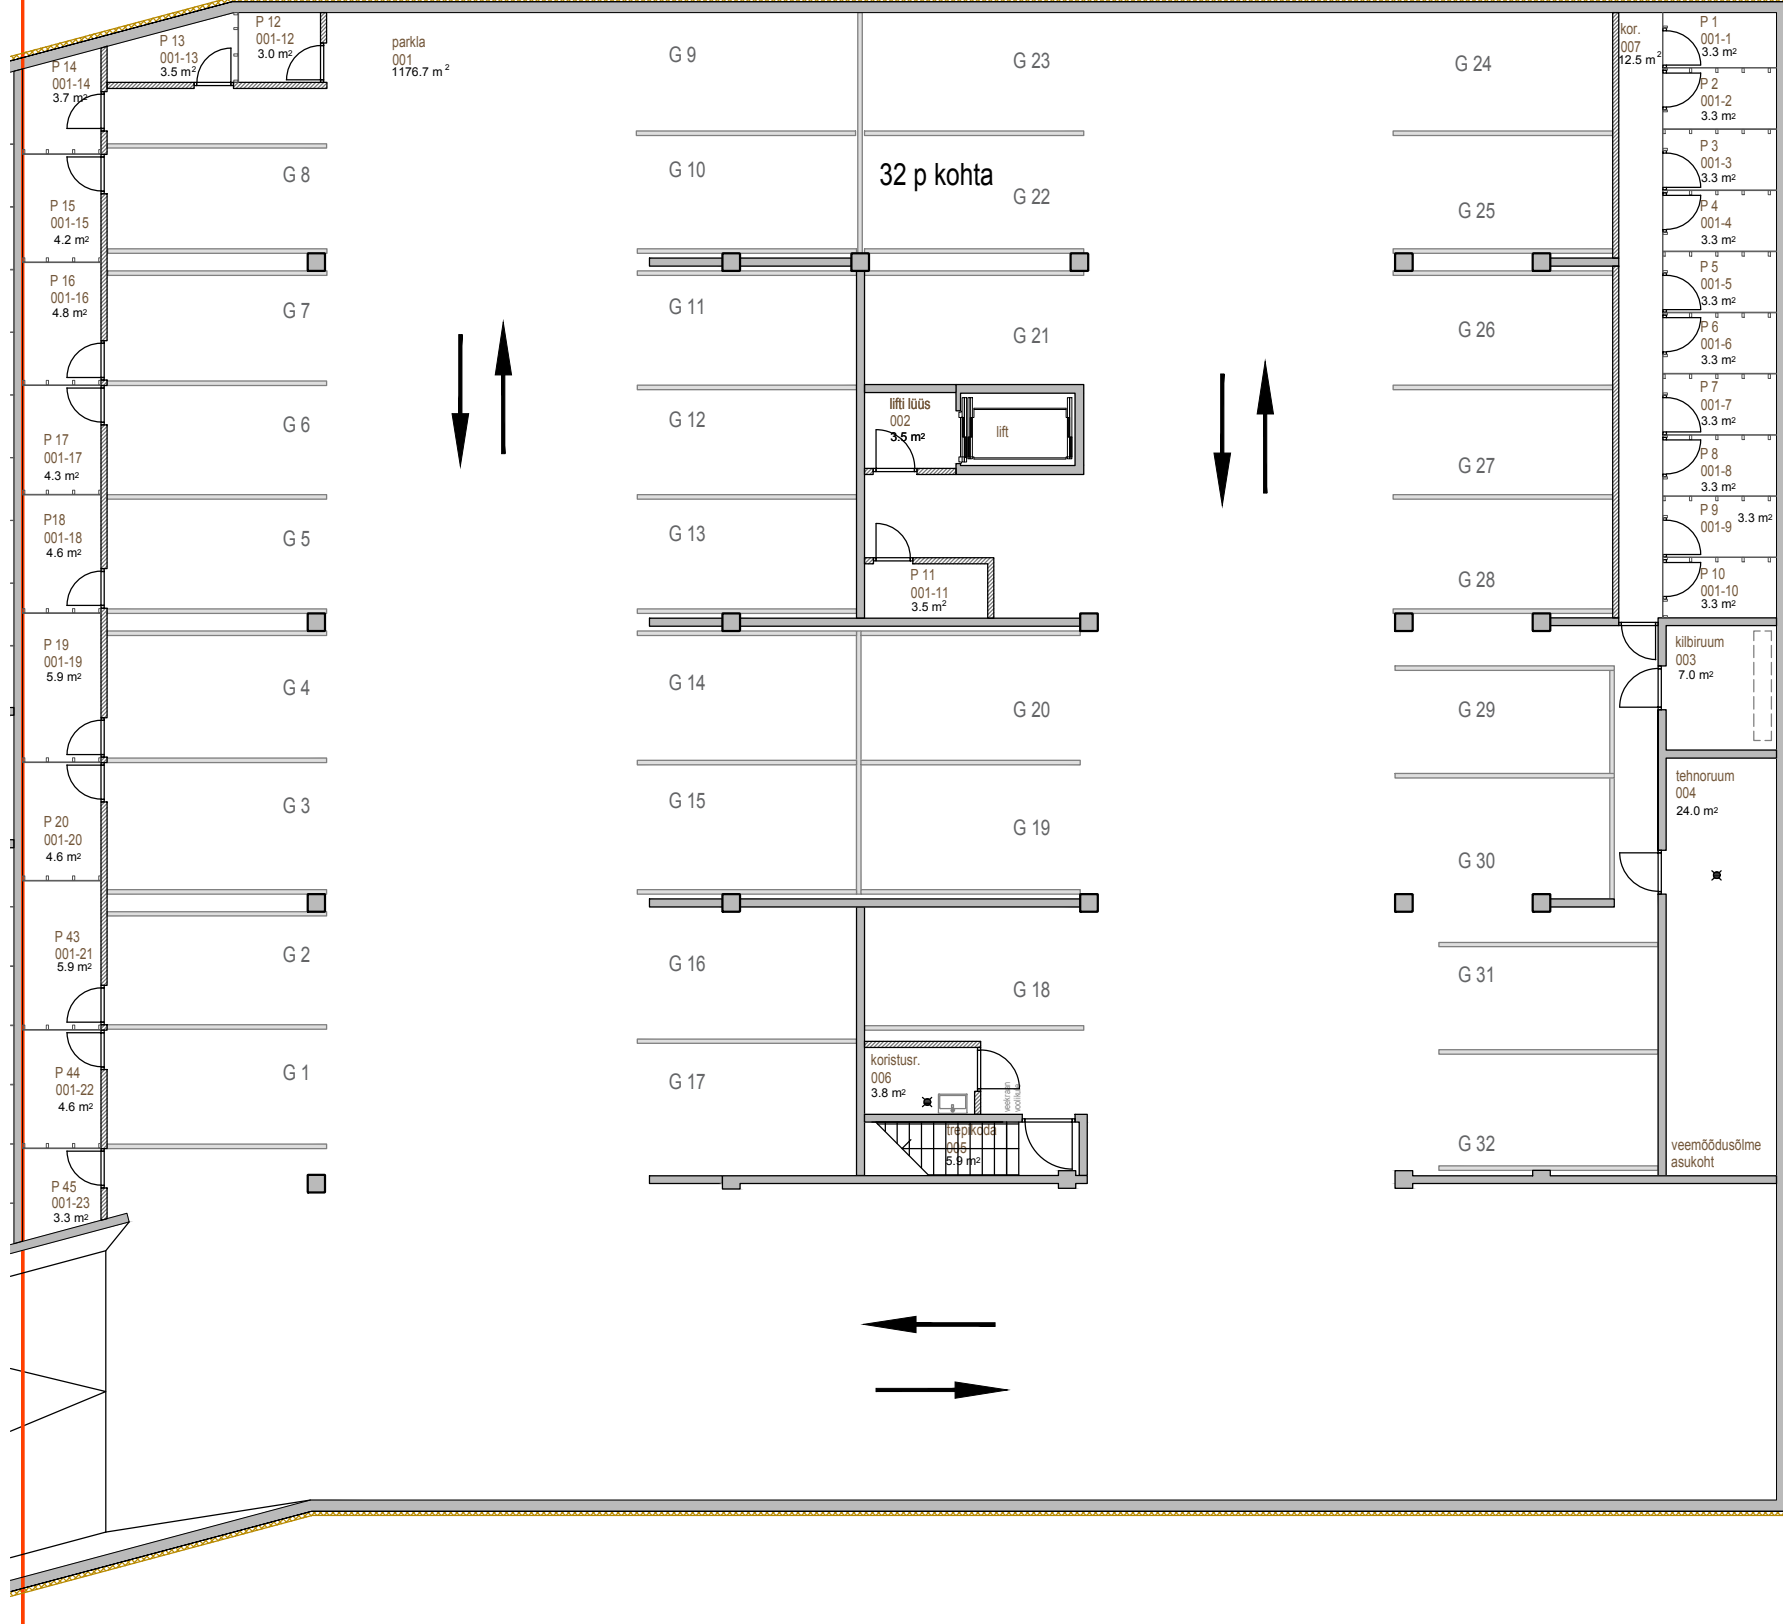 P 12
001-12
3.0 m²
P 13
001-13
3.5 m²
P 14
001-14
3.7 m²
parkla
001
1176.7 m²
G 9
G 23
G 24
kor.
007
12.5 m²
P 1
001-1
3.3 m²
P 2
001-2
3.3 m²
P 3
001-3
3.3 m²
P 4
001-4
3.3 m²
P 5
001-5
3.3 m²
P 6
001-6
3.3 m²
P 7
001-7
3.3 m²
P 8
001-8
3.3 m²
P 9
001-9
3.3 m²
P 10
001-10
3.3 m²
G 8
G 10
32 p kohta
G 22
G 25
P 15
001-15
4.2 m²
P 16
001-16
4.8 m²
G 7
G 11
G 21
G 26
P 17
001-17
4.3 m²
G 6
G 12
lifti lüüs
002
3.5 m²
lift
G 27
P18
001-18
4.6 m²
G 5
G 13
P 11
001-11
3.5 m²
G 28
P 19
001-19
5.9 m²
G 4
G 14
G 20
G 29
kilbiruum
003
7.0 m²
P 20
001-20
4.6 m²
G 3
G 15
G 19
G 30
tehnoruum
004
24.0 m²
P 43
001-21
5.9 m²
G 2
G 16
G 18
G 31
P 44
001-22
4.6 m²
G 1
G 17
koristusr.
006
3.8 m²
trepikoda
005
5.9 m²
G 32
veemõõdusõlme
asukoht
P 45
001-23
3.3 m²